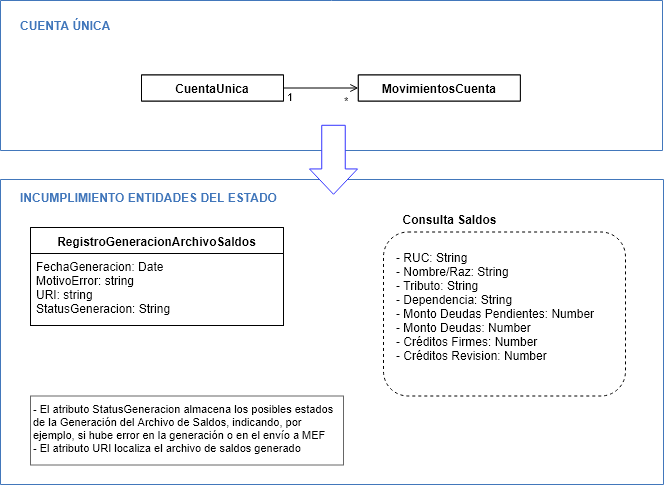 CUENTA ÚNICA
CuentaUnica
MovimientosCuenta
1
*
INCUMPLIMIENTO ENTIDADES DEL ESTADO
RegistroGeneracionArchivoSaldos
FechaGeneracion: Date
MotivoError: string
URI: string
StatusGeneracion: String
Consulta Saldos
- RUC: String
- Nombre/Raz: String
- Tributo: String
- Dependencia: String
- Monto Deudas Pendientes: Number
- Monto Deudas: Number
- Créditos Firmes: Number
- Créditos Revision: Number
- El atributo StatusGeneracion almacena los posibles estados
de la Generación del Archivo de Saldos, indicando, por
ejemplo, si hube error en la generación o en el envío a MEF
- El atributo URI localiza el archivo de saldos generado